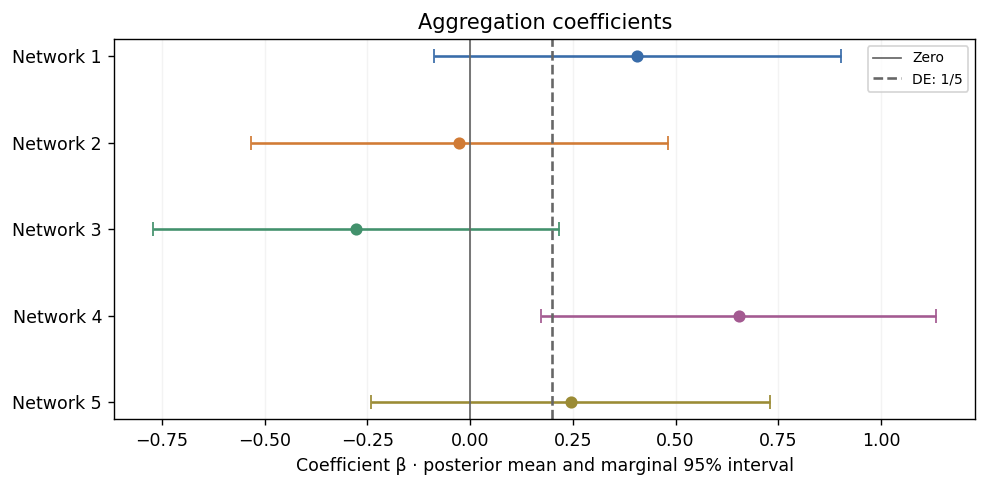 Aggregation coefficients
Network 1
Network 2
Network 3
Network 4
Network 5
Zero
DE: 1/5
−0.75 −0.50 −0.25 0.00 0.25 0.50 0.75 1.00
Coefficient β · posterior mean and marginal 95% interval